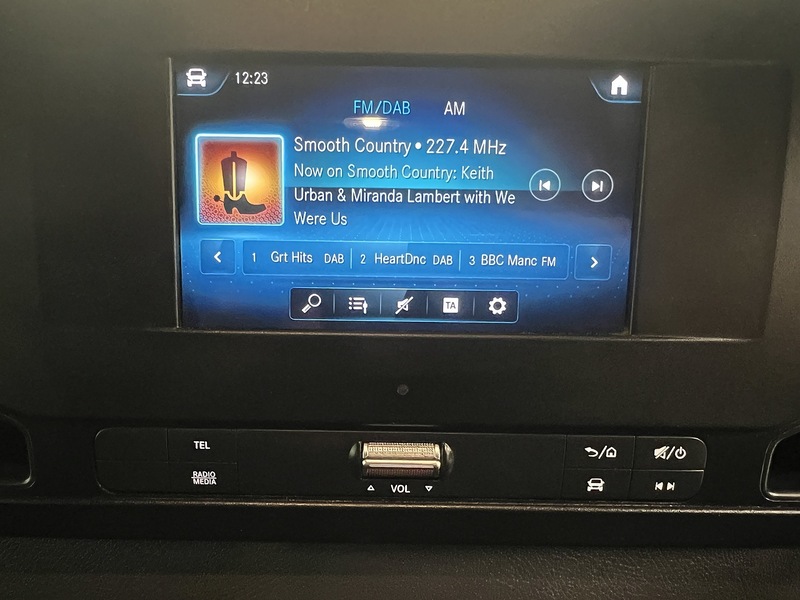 12:23
FM/DAB AM
Smooth Country • 227.4 MHz
Now on Smooth Country: Keith
Urban & Miranda Lambert with We
Were Us
1 Grt Hits DAB 2 HeartDnc DAB 3 BBC Manc FM
TA
TEL
RADIO
MEDIA
VOL